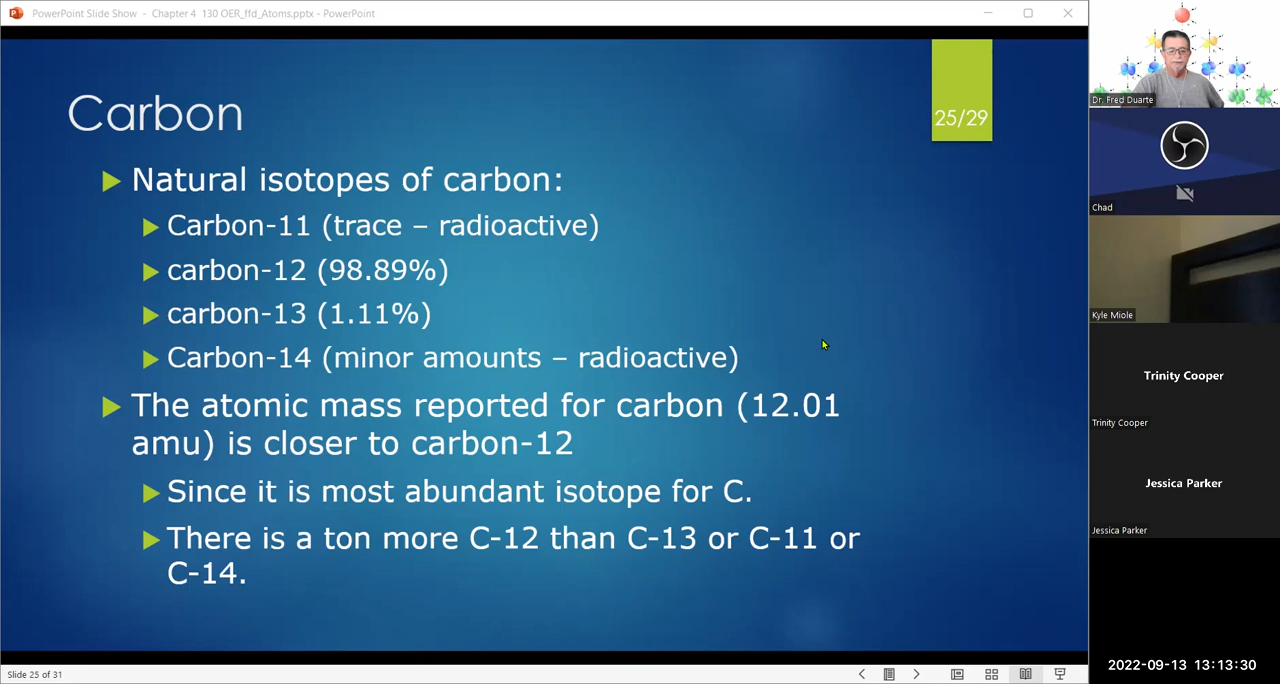 PowerPoint Slide Show - Chapter 4 130 OER_ffd_Atoms.pptx - PowerPoint
Carbon
25/29
Natural isotopes of carbon:
Carbon-11 (trace – radioactive)
carbon-12 (98.89%)
carbon-13 (1.11%)
Carbon-14 (minor amounts – radioactive)
The atomic mass reported for carbon (12.01
amu) is closer to carbon-12
Since it is most abundant isotope for C.
There is a ton more C-12 than C-13 or C-11 or
C-14.
Slide 25 of 31
Dr. Fred Duarte
Chad
Kyle Miole
Trinity Cooper
Trinity Cooper
Jessica Parker
Jessica Parker
2022-09-13 13:13:30